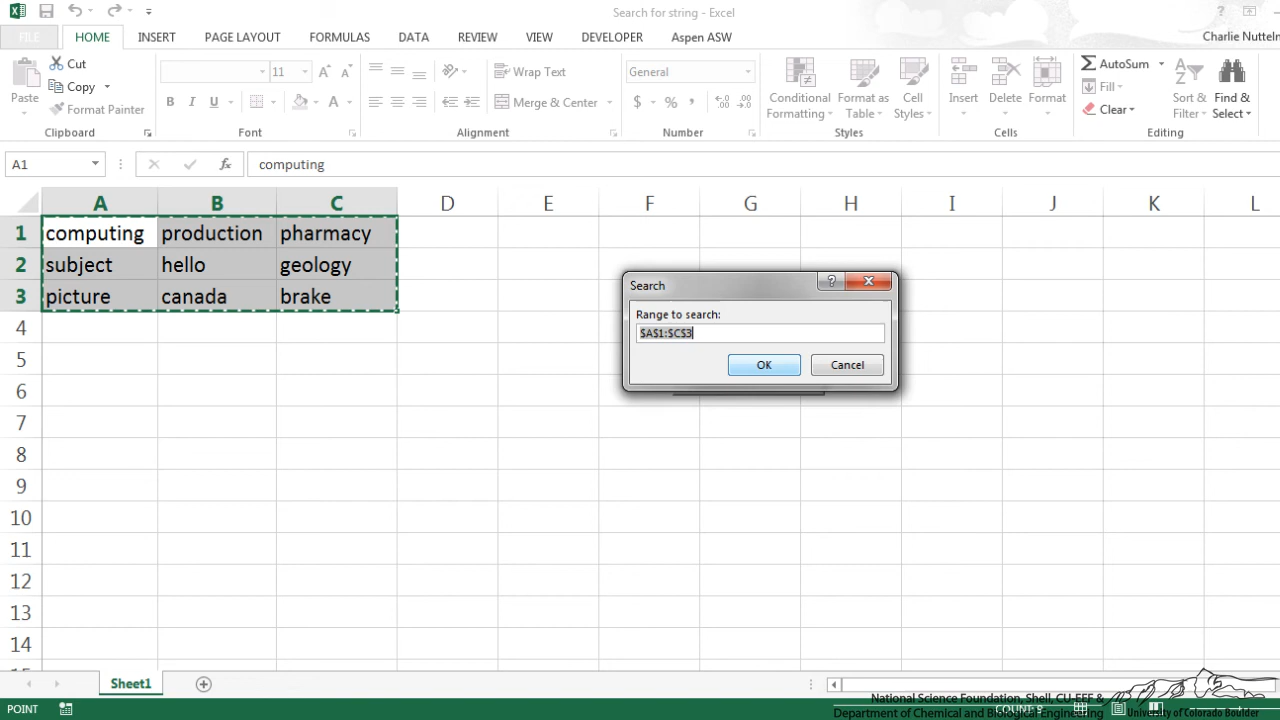 Search for string - Excel
FILE HOME INSERT PAGE LAYOUT FORMULAS DATA REVIEW VIEW DEVELOPER Aspen ASW Charlie Nutteln
Paste
Cut
Copy
Format Painter
Clipboard
11
A A
B I U A
Font
Wrap Text
Merge & Center
Alignment
General
$ % , .00
Number
Conditional Formatting
Format as Table
Cell Styles
Styles
Insert
Delete
Format
Cells
AutoSum
Fill
Clear
Sort & Filter
Find & Select
Editing
A1 fx computing
A B C D E F G H I J K L
1 computing production pharmacy
2 subject hello geology
3 picture canada brake
4
5
6
7
8
9
10
11
12
13
14
Search
Range to search:
$A$1:$C$3
OK Cancel
Sheet1
National Science Foundation, Shell, CU-EEF &
Department of Chemical and Biological Engineering University of Colorado Boulder
POINT